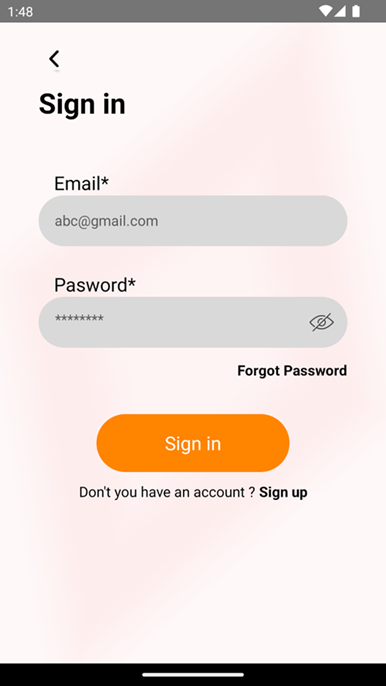 1:48
Sign in
Email*
abc@gmail.com
Pasword*
********
Forgot Password
Sign in
Don't you have an account ? Sign up